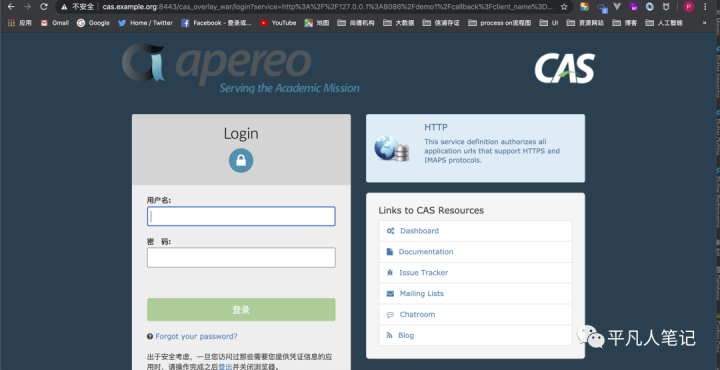 不安全 | cas.example.org:8443/cas_overlay_war/login?service=http%3A%2F%2F127.0.0.1%3A8086%2Fdemo1%2Fcallback%3Fclient_name%3D...
应用 Gmail Google Home / Twitter Facebook - 登录或... YouTube 地图 尚德机构 大数据 信浦存证 process on流程图 UI 资源网站 博客 人工智能 »
apereo
Serving the Academic Mission
CAS
Login
用户名:
密 码:
登录
Forgot your password?
出于安全考虑，一旦您访问过那些需要您提供凭证信息的应
用时，请操作完成之后登出并关闭浏览器。
HTTP
This service definition authorizes all
application urls that support HTTPS and
IMAPS protocols.
Links to CAS Resources
Dashboard
Documentation
Issue Tracker
Mailing Lists
Chatroom
Blog
平凡人笔记